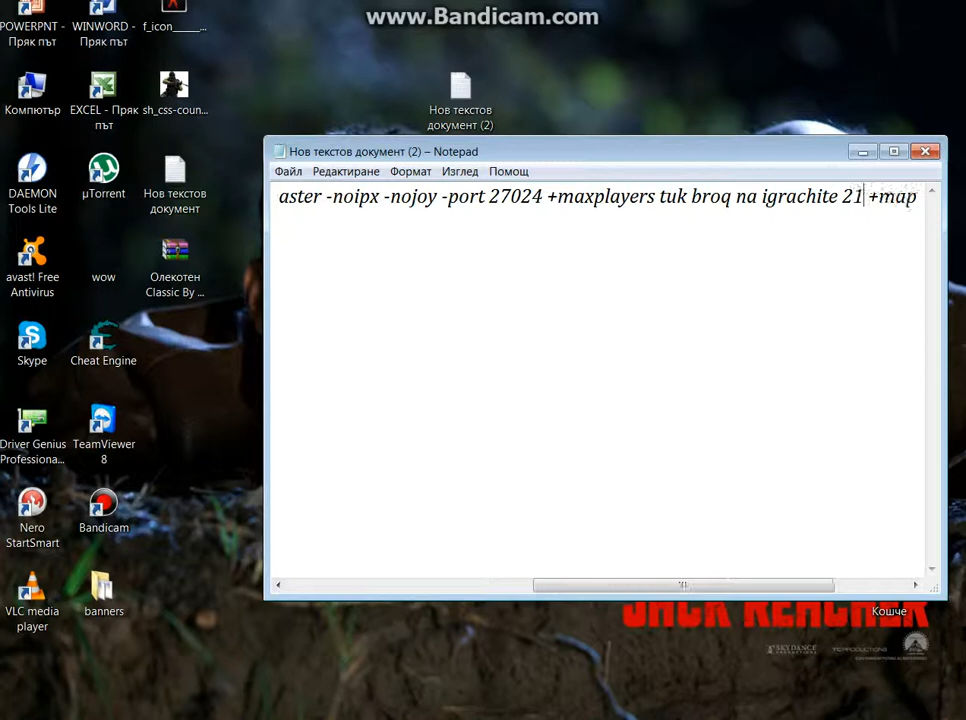 www.Bandicam.com
POWERPNT - Пряк път
WINWORD - Пряк път
f_icon_____...
Компютър
EXCEL - Пряк път
sh_css-coun...
DAEMON Tools Lite
µTorrent
Нов текстов документ
avast! Free Antivirus
wow
Олекотен Classic By ...
Skype
Cheat Engine
Driver Genius Professiona...
TeamViewer 8
Nero StartSmart
Bandicam
VLC media player
banners
Нов текстов документ (2)
Нов текстов документ (2) – Notepad
Файл Редактиране Формат Изглед Помощ
aster -noipx -nojoy -port 27024 +maxplayers tuk broq na igrachite 21 +map
Кошче
JACK REACHER
SKYDANCE